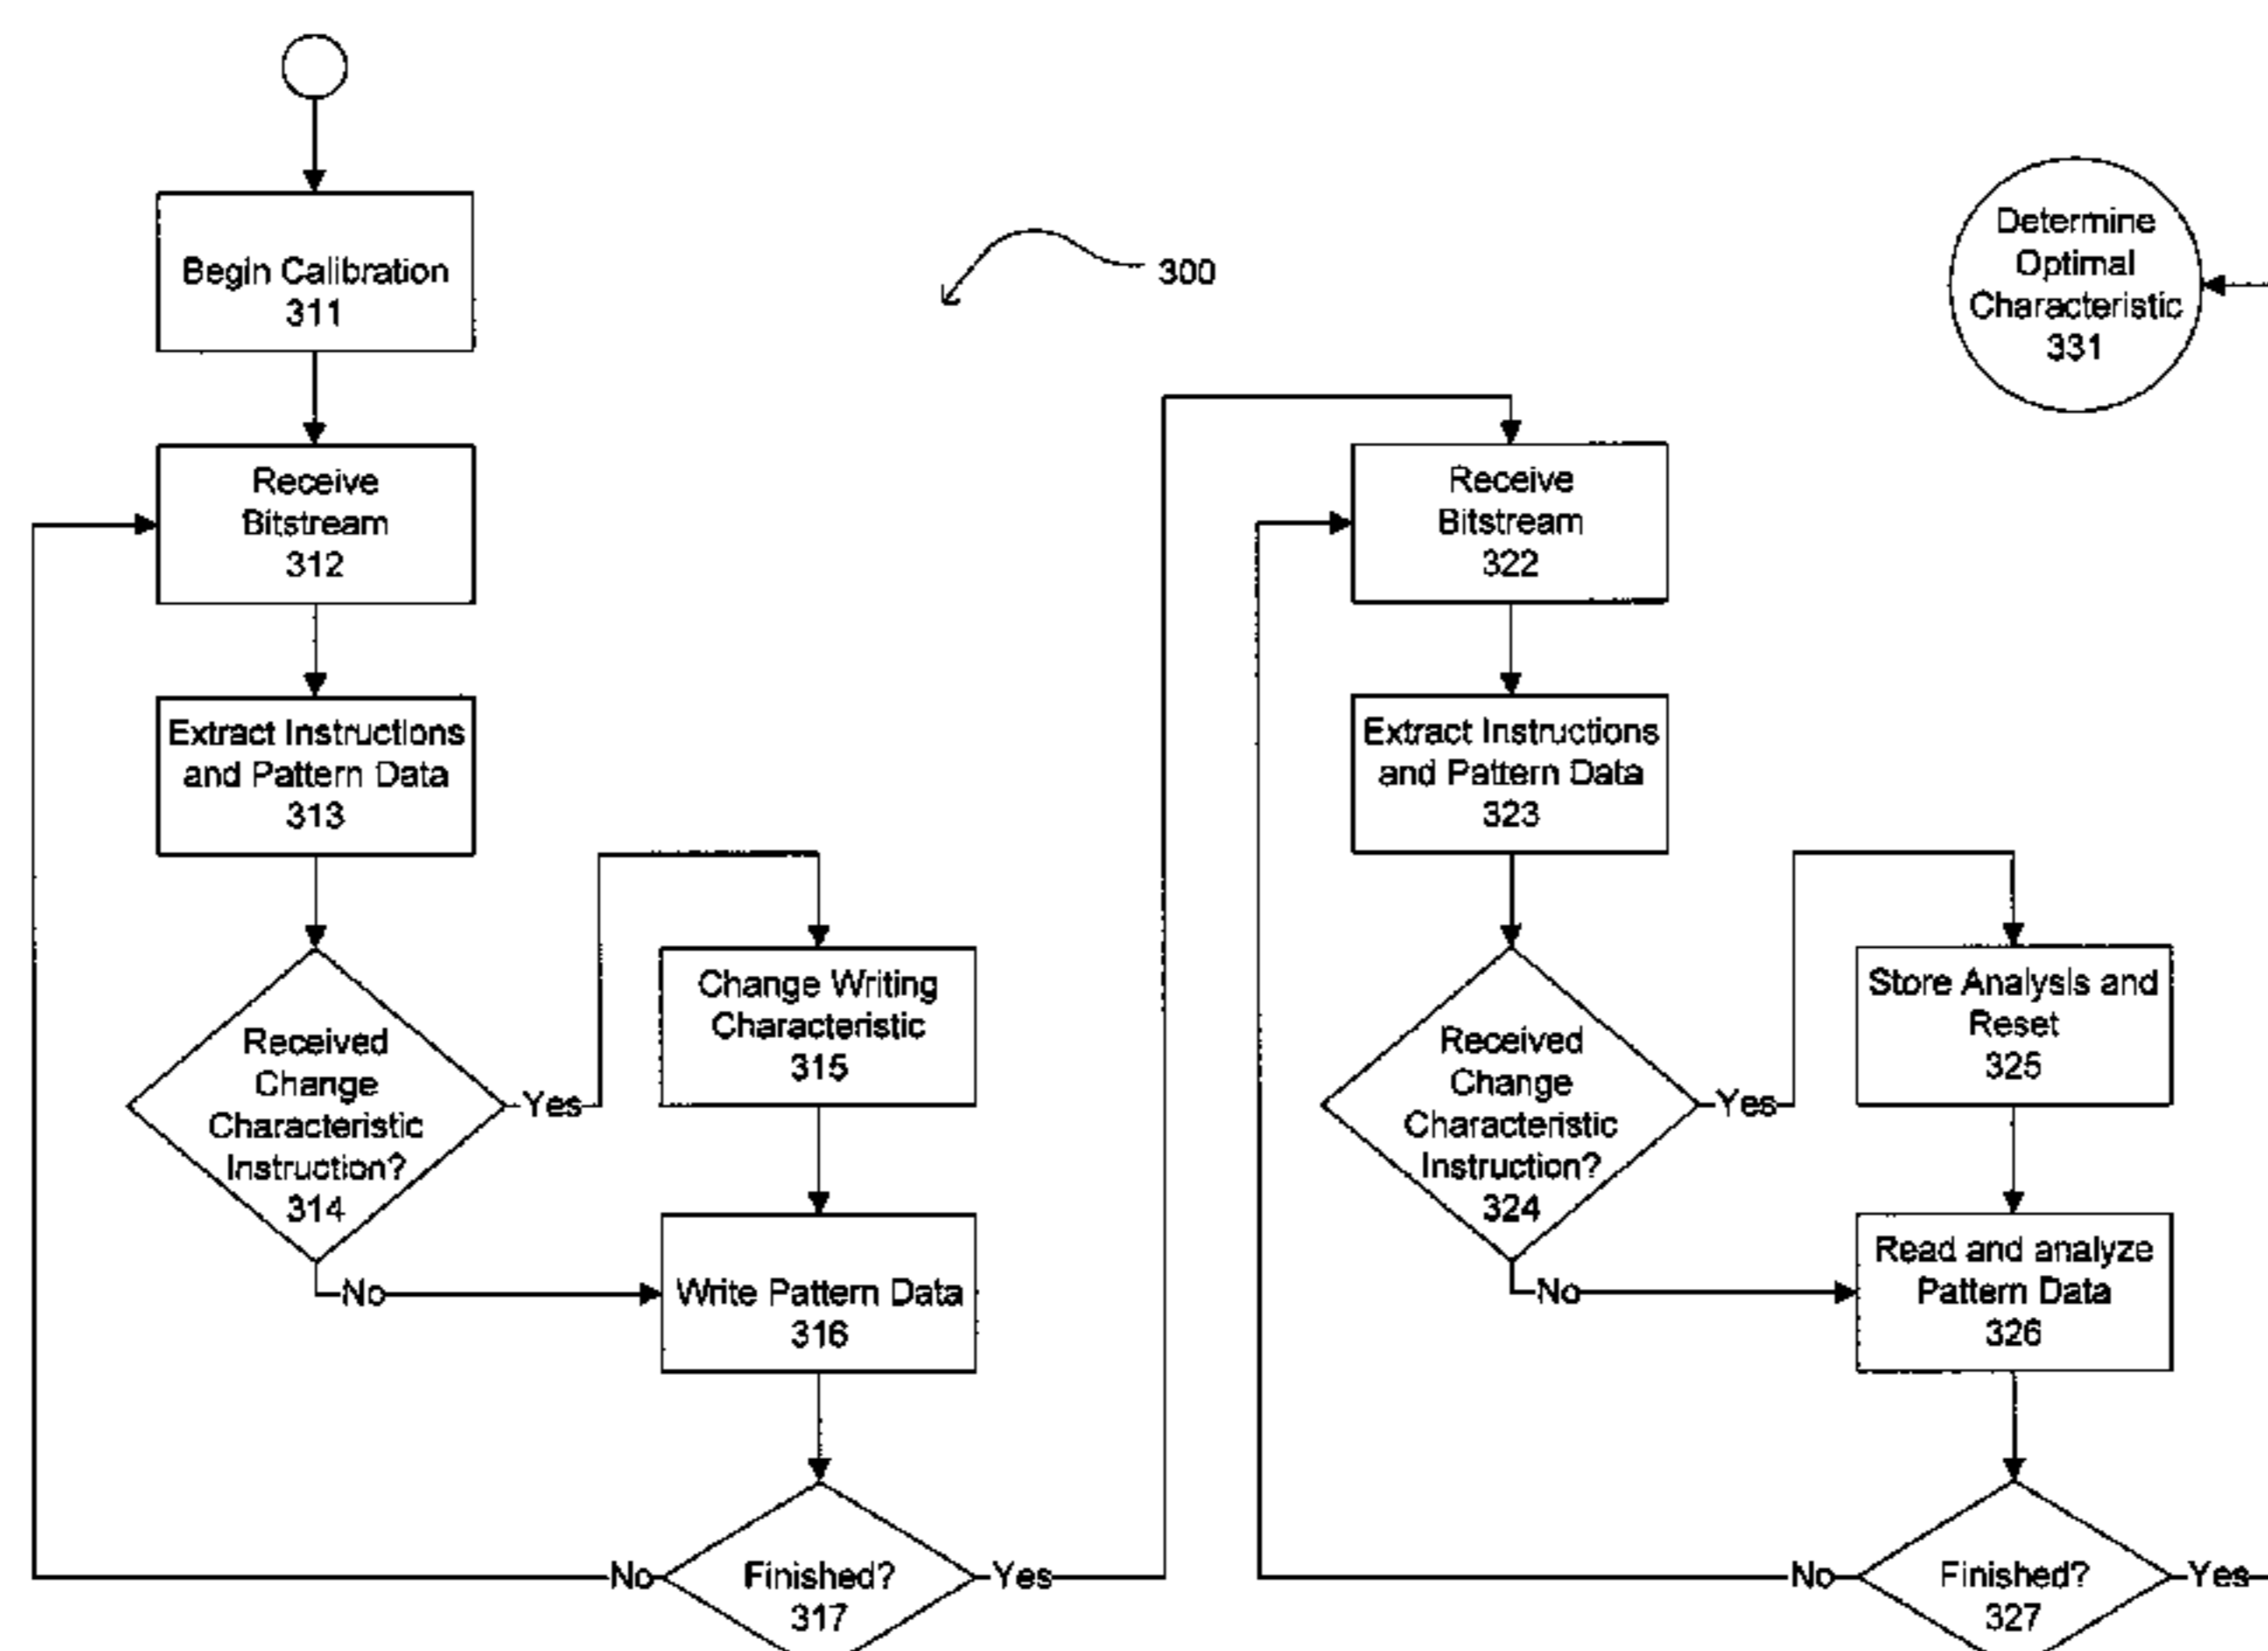 Begin Calibration
311
Receive
Bitstream
312
Extract Instructions
and Pattern Data
313
Received
Change
Characteristic
Instruction?
314
Yes
No
Change Writing
Characteristic
315
Write Pattern Data
316
Finished?
317
No
Yes
300
Receive
Bitstream
322
Extract Instructions
and Pattern Data
323
Received
Change
Characteristic
Instruction?
324
Yes
No
Store Analysis and
Reset
325
Read and analyze
Pattern Data
326
Finished?
327
No
Yes
Determine
Optimal
Characteristic
331